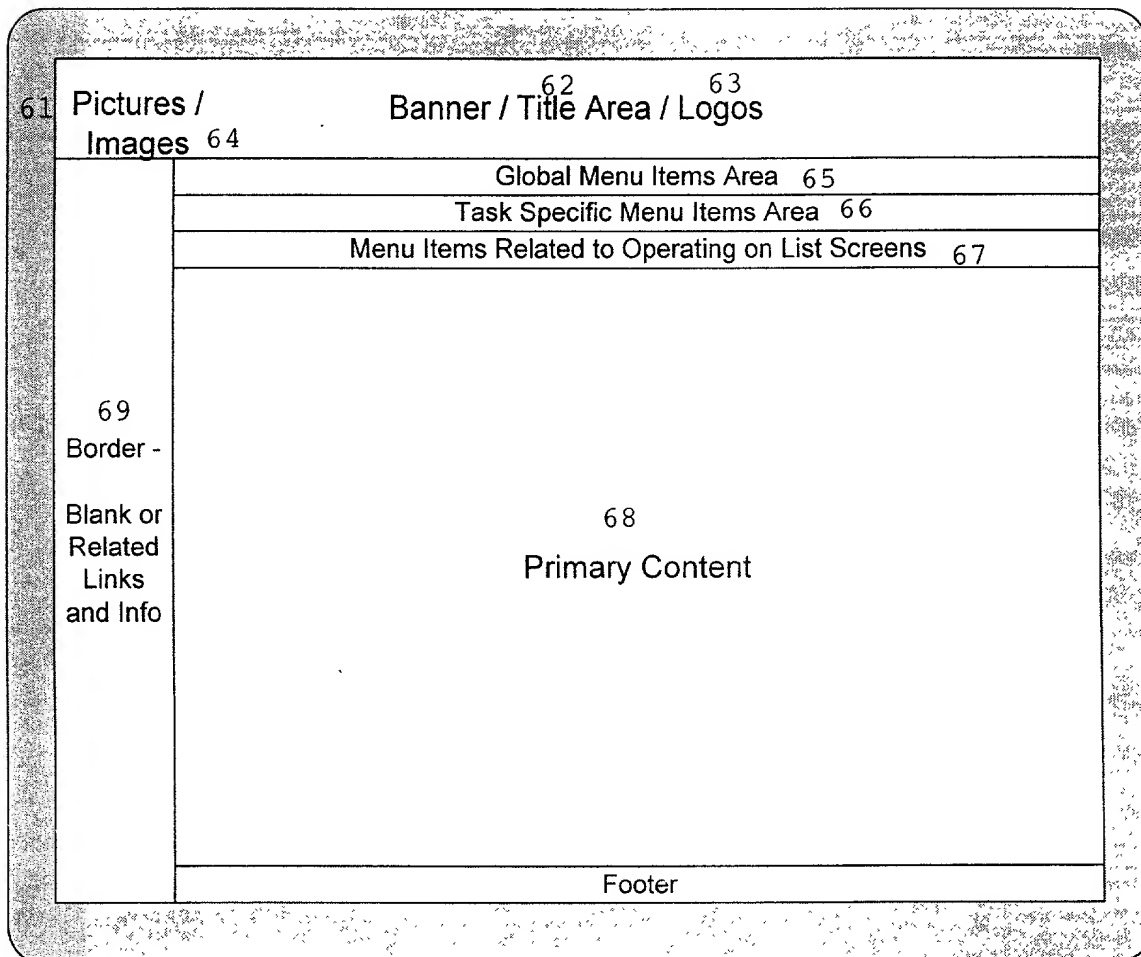 62 63
61 Pictures / Banner / Title Area / Logos
Images 64
Global Menu Items Area 65
Task Specific Menu Items Area 66
Menu Items Related to Operating on List Screens 67
69
Border -
Blank or
Related
Links
and Info
68
Primary Content
Footer